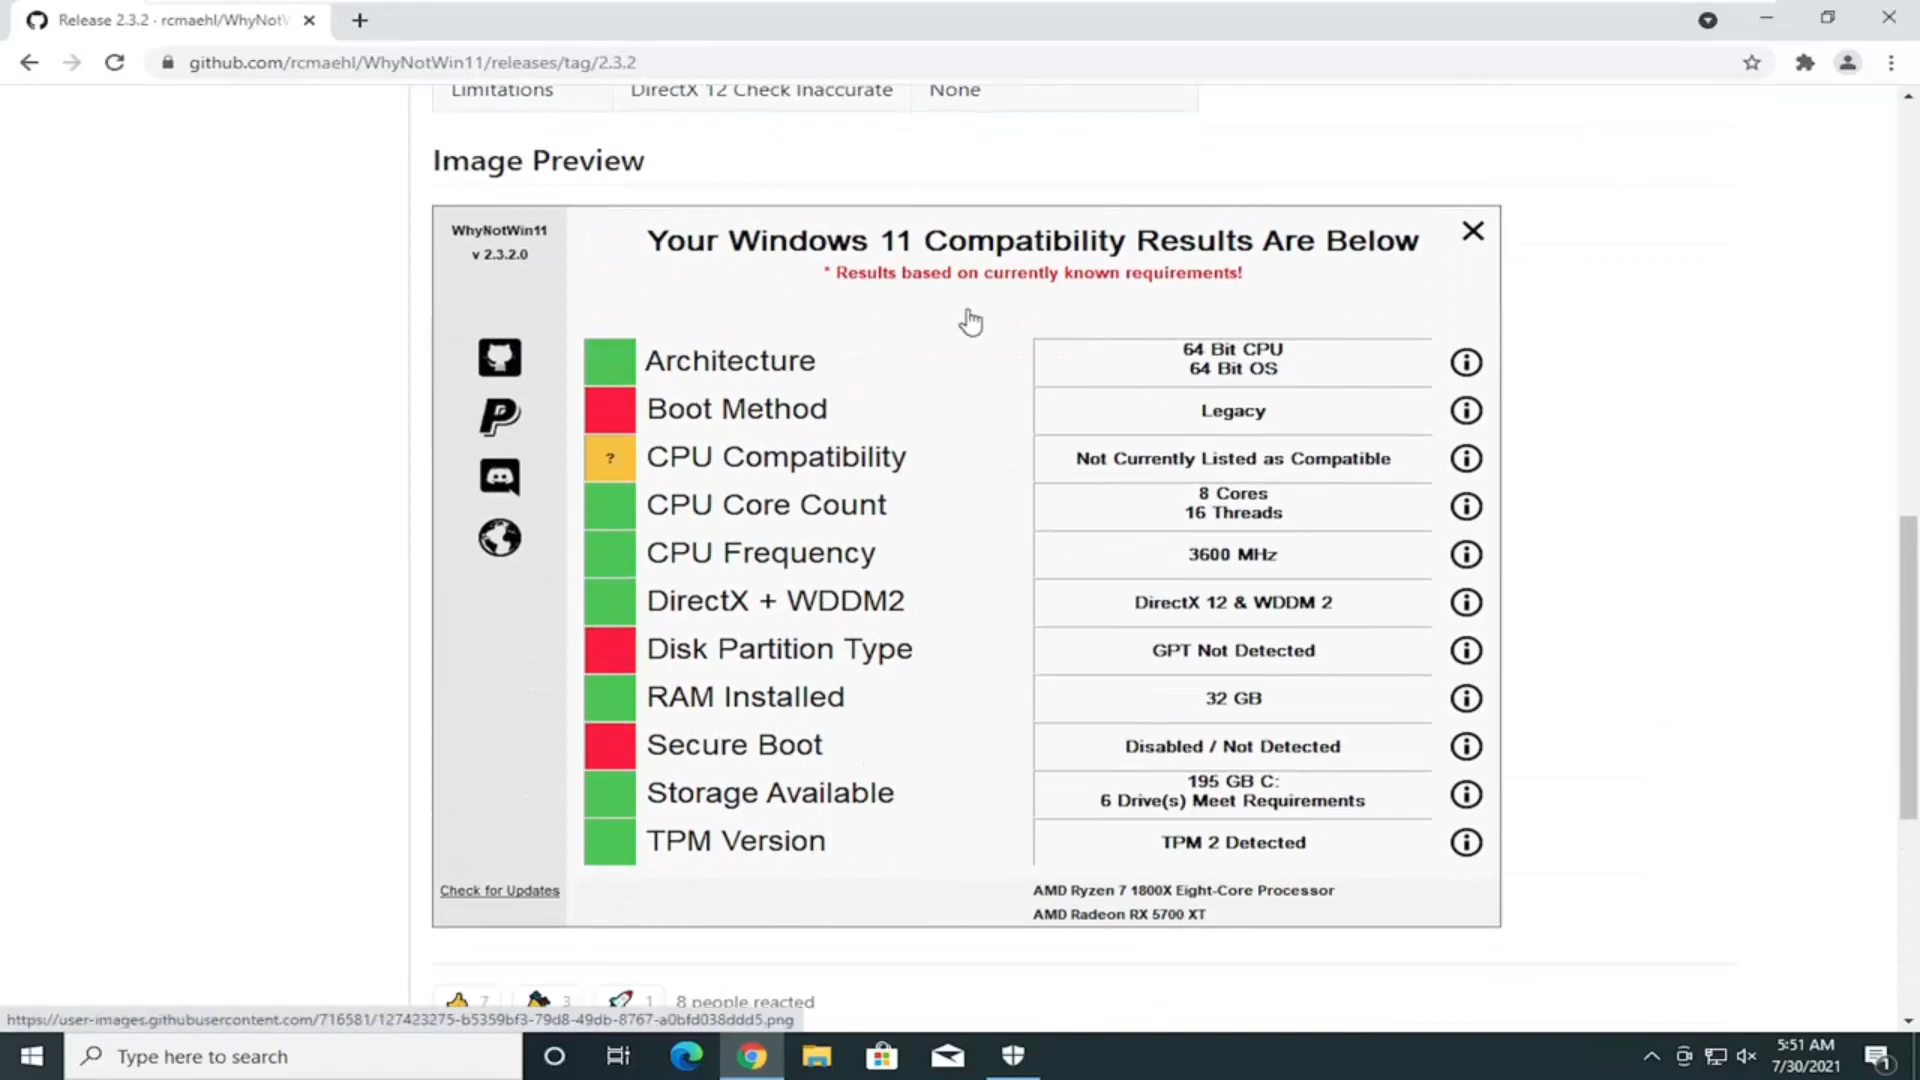 Release 2.3.2 · rcmaehl/WhyNotW
github.com/rcmaehl/WhyNotWin11/releases/tag/2.3.2
Limitations DirectX 12 Check Inaccurate None
Image Preview
WhyNotWin11
v 2.3.2.0
Your Windows 11 Compatibility Results Are Below
* Results based on currently known requirements!
Architecture 64 Bit CPU
64 Bit OS
Boot Method Legacy
? CPU Compatibility Not Currently Listed as Compatible
CPU Core Count 8 Cores
16 Threads
CPU Frequency 3600 MHz
DirectX + WDDM2 DirectX 12 & WDDM 2
Disk Partition Type GPT Not Detected
RAM Installed 32 GB
Secure Boot Disabled / Not Detected
Storage Available 195 GB C:
6 Drive(s) Meet Requirements
TPM Version TPM 2 Detected
Check for Updates
AMD Ryzen 7 1800X Eight-Core Processor
AMD Radeon RX 5700 XT
7 3 1 8 people reacted
https://user-images.githubusercontent.com/716581/127423275-b5359bf3-79d8-49db-8767-a0bfd038ddd5.png
Type here to search
5:51 AM
7/30/2021
1